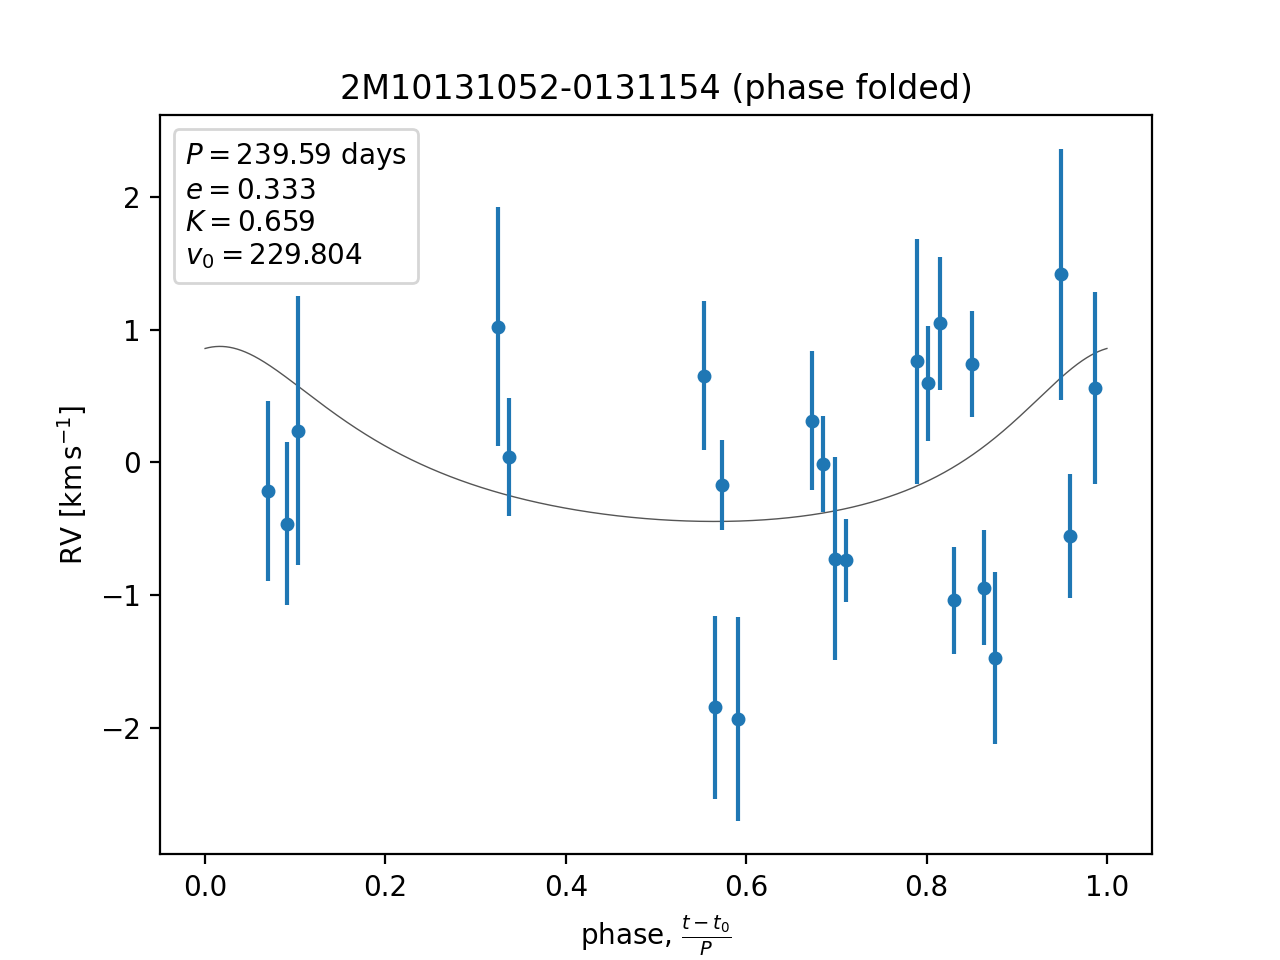 2M10131052-0131154 (phase folded)
P = 239.59 days
e = 0.333
K = 0.659
v₀ = 229.804
2
1
0
−1
−2
RV [km s⁻¹]
0.0 0.2 0.4 0.6 0.8 1.0
phase, (t − t₀)/P